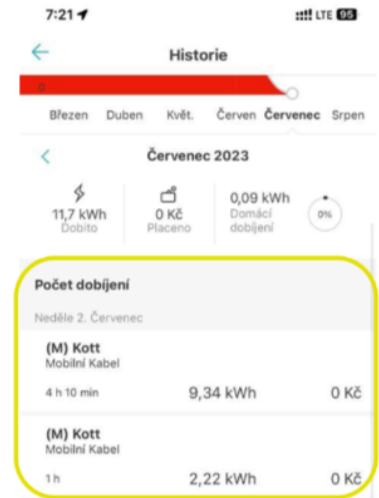 7:21
LTE 95
Historie
0
Březen Duben Květ. Červen Červenec Srpen
Červenec 2023
11,7 kWh
Dobito
0 Kč
Placeno
0,09 kWh
Domácí
dobíjení
0%
Počet dobíjení
Neděle 2. Červenec
(M) Kott
Mobilní Kabel
4 h 10 min 9,34 kWh 0 Kč
(M) Kott
Mobilní Kabel
1 h 2,22 kWh 0 Kč